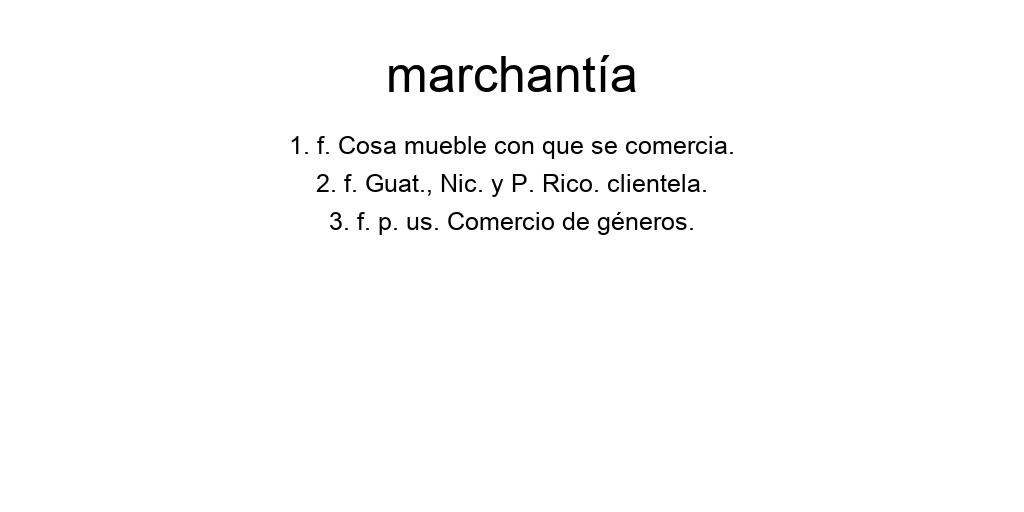 marchantía
1. f. Cosa mueble con que se comercia.
2. f. Guat., Nic. y P. Rico. clientela.
3. f. p. us. Comercio de géneros.